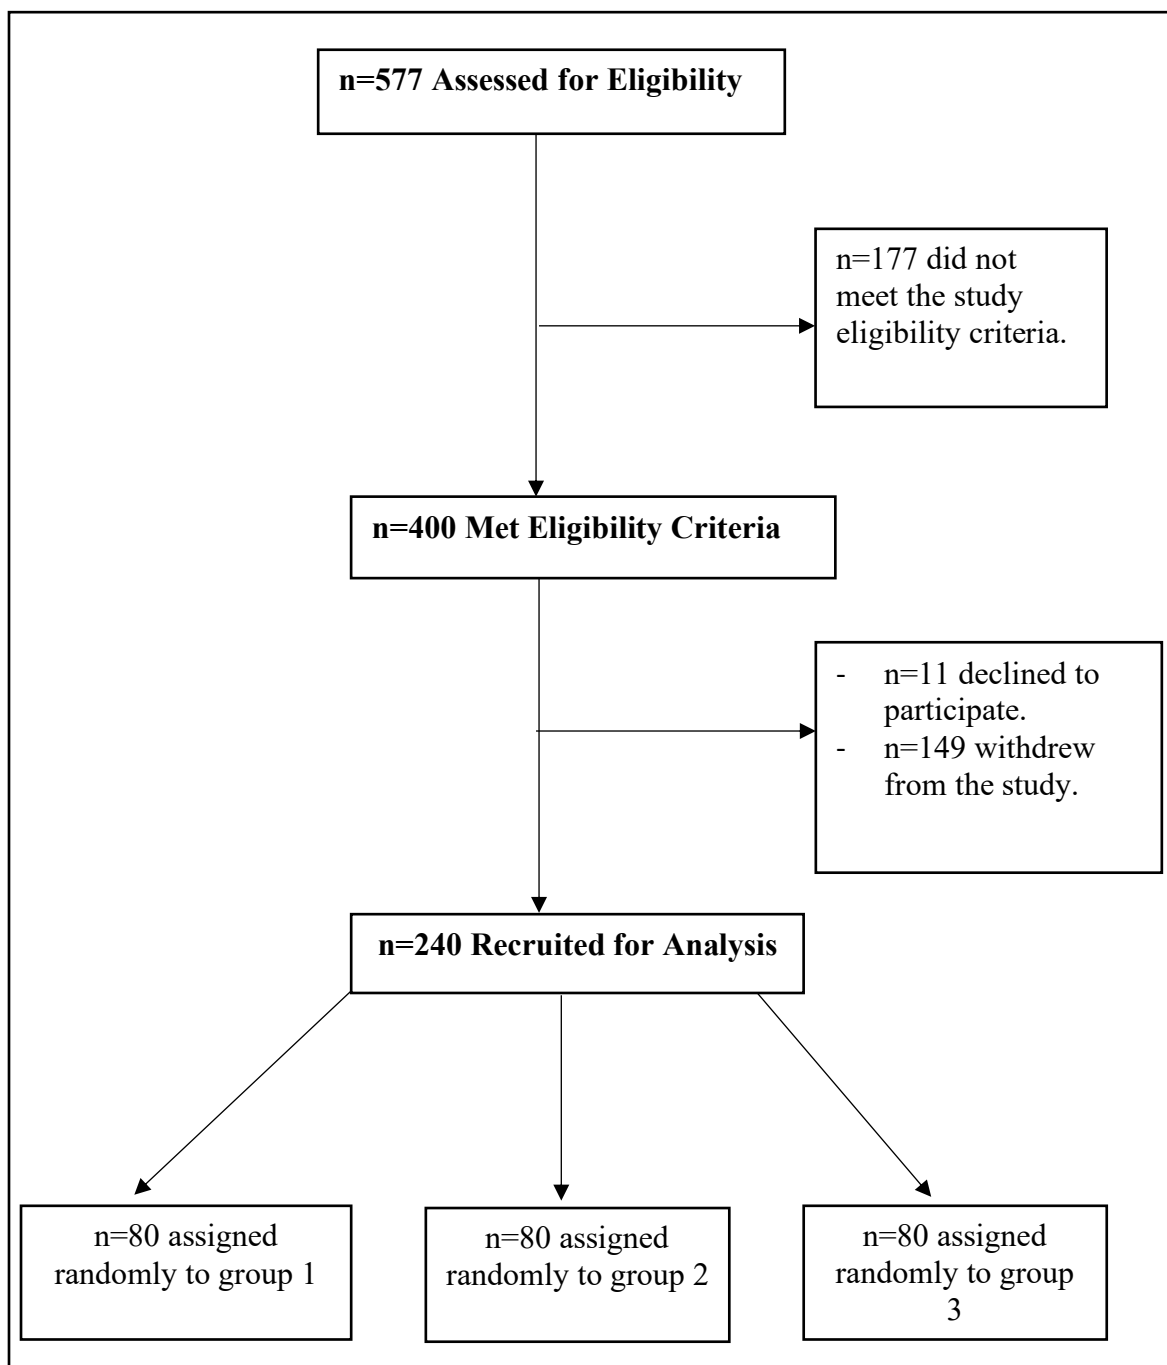 n=577 Assessed for Eligibility
n=177 did not
meet the study
eligibility criteria.
n=400 Met Eligibility Criteria
- n=11 declined to
participate.
- n=149 withdrew
from the study.
n=240 Recruited for Analysis
n=80 assigned
randomly to group 1
n=80 assigned
randomly to group 2
n=80 assigned
randomly to group
3